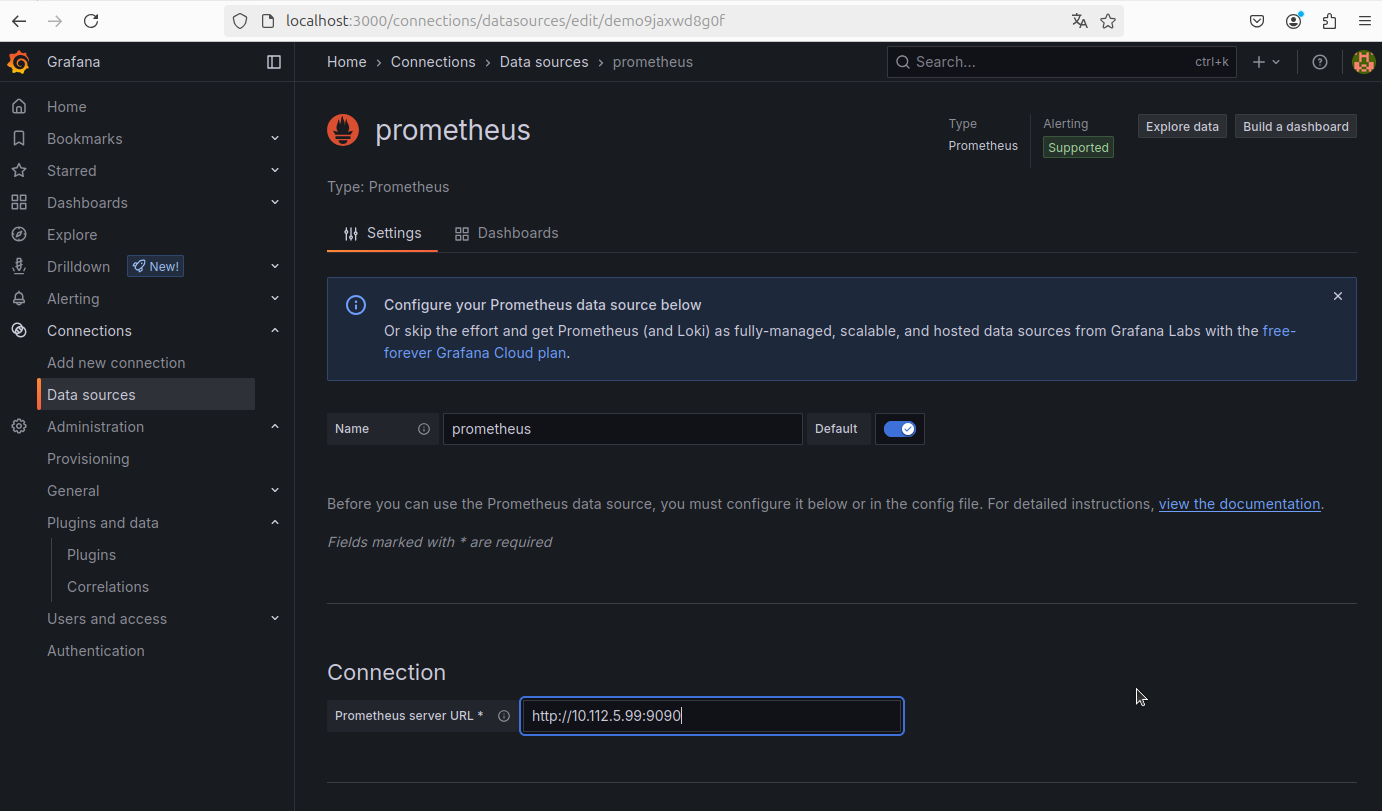 localhost:3000/connections/datasources/edit/demo9jaxwd8g0f
Grafana
Home › Connections › Data sources › prometheus
Search... ctrl+k
Home
Bookmarks
Starred
Dashboards
Explore
Drilldown New!
Alerting
Connections
Add new connection
Data sources
Administration
Provisioning
General
Plugins and data
Plugins
Correlations
Users and access
Authentication
prometheus
Type
Prometheus
Alerting
Supported
Explore data
Build a dashboard
Type: Prometheus
Settings
Dashboards
Configure your Prometheus data source below
Or skip the effort and get Prometheus (and Loki) as fully-managed, scalable, and hosted data sources from Grafana Labs with the free-
forever Grafana Cloud plan.
Name prometheus Default
Before you can use the Prometheus data source, you must configure it below or in the config file. For detailed instructions, view the documentation.
Fields marked with * are required
Connection
Prometheus server URL * http://10.112.5.99:9090